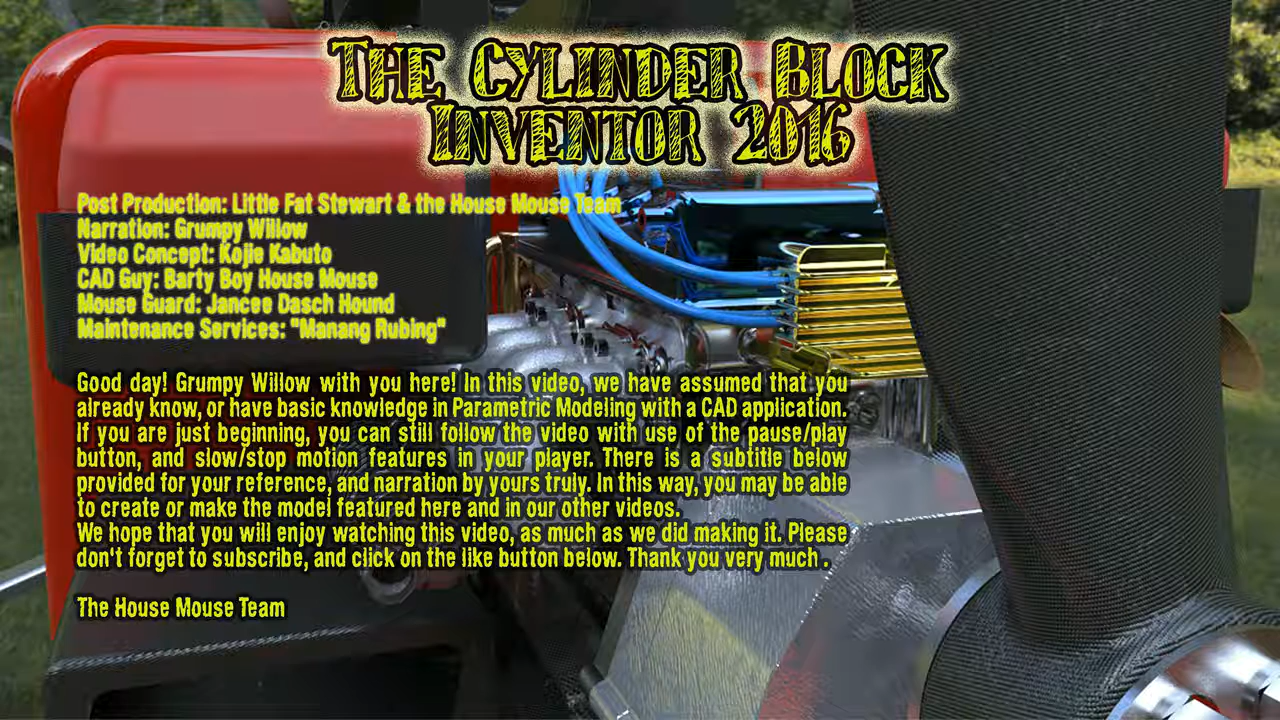 The Cylinder Block
Inventor 2016
Post Production: Little Fat Stewart & the House Mouse Team
Narration: Grumpy Willow
Video Concept: Kojie Kabuto
CAD Guy: Barty Boy House Mouse
Mouse Guard: Jancee Dasch Hound
Maintenance Services: "Manang Rubing"
Good day! Grumpy Willow with you here! In this video, we have assumed that you
already know, or have basic knowledge in Parametric Modeling with a CAD application.
If you are just beginning, you can still follow the video with use of the pause/play
button, and slow/stop motion features in your player. There is a subtitle below
provided for your reference, and narration by yours truly. In this way, you may be able
to create or make the model featured here and in our other videos.
We hope that you will enjoy watching this video, as much as we did making it. Please
don't forget to subscribe, and click on the like button below. Thank you very much .
The House Mouse Team